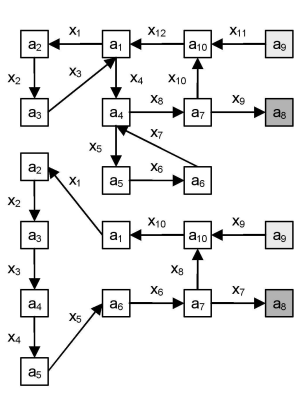 x1 x12 x11
a2 a1 a10 a9
x2 x3 x4 x10
a3 a4 x8 a7 x9 a8
x5 x7
a5 x6 a6
a2
x2 x1
a3 a1 x10 a10 x9 a9
x3 x8
a4 x5 a6 x6 a7 x7 a8
x4
a5